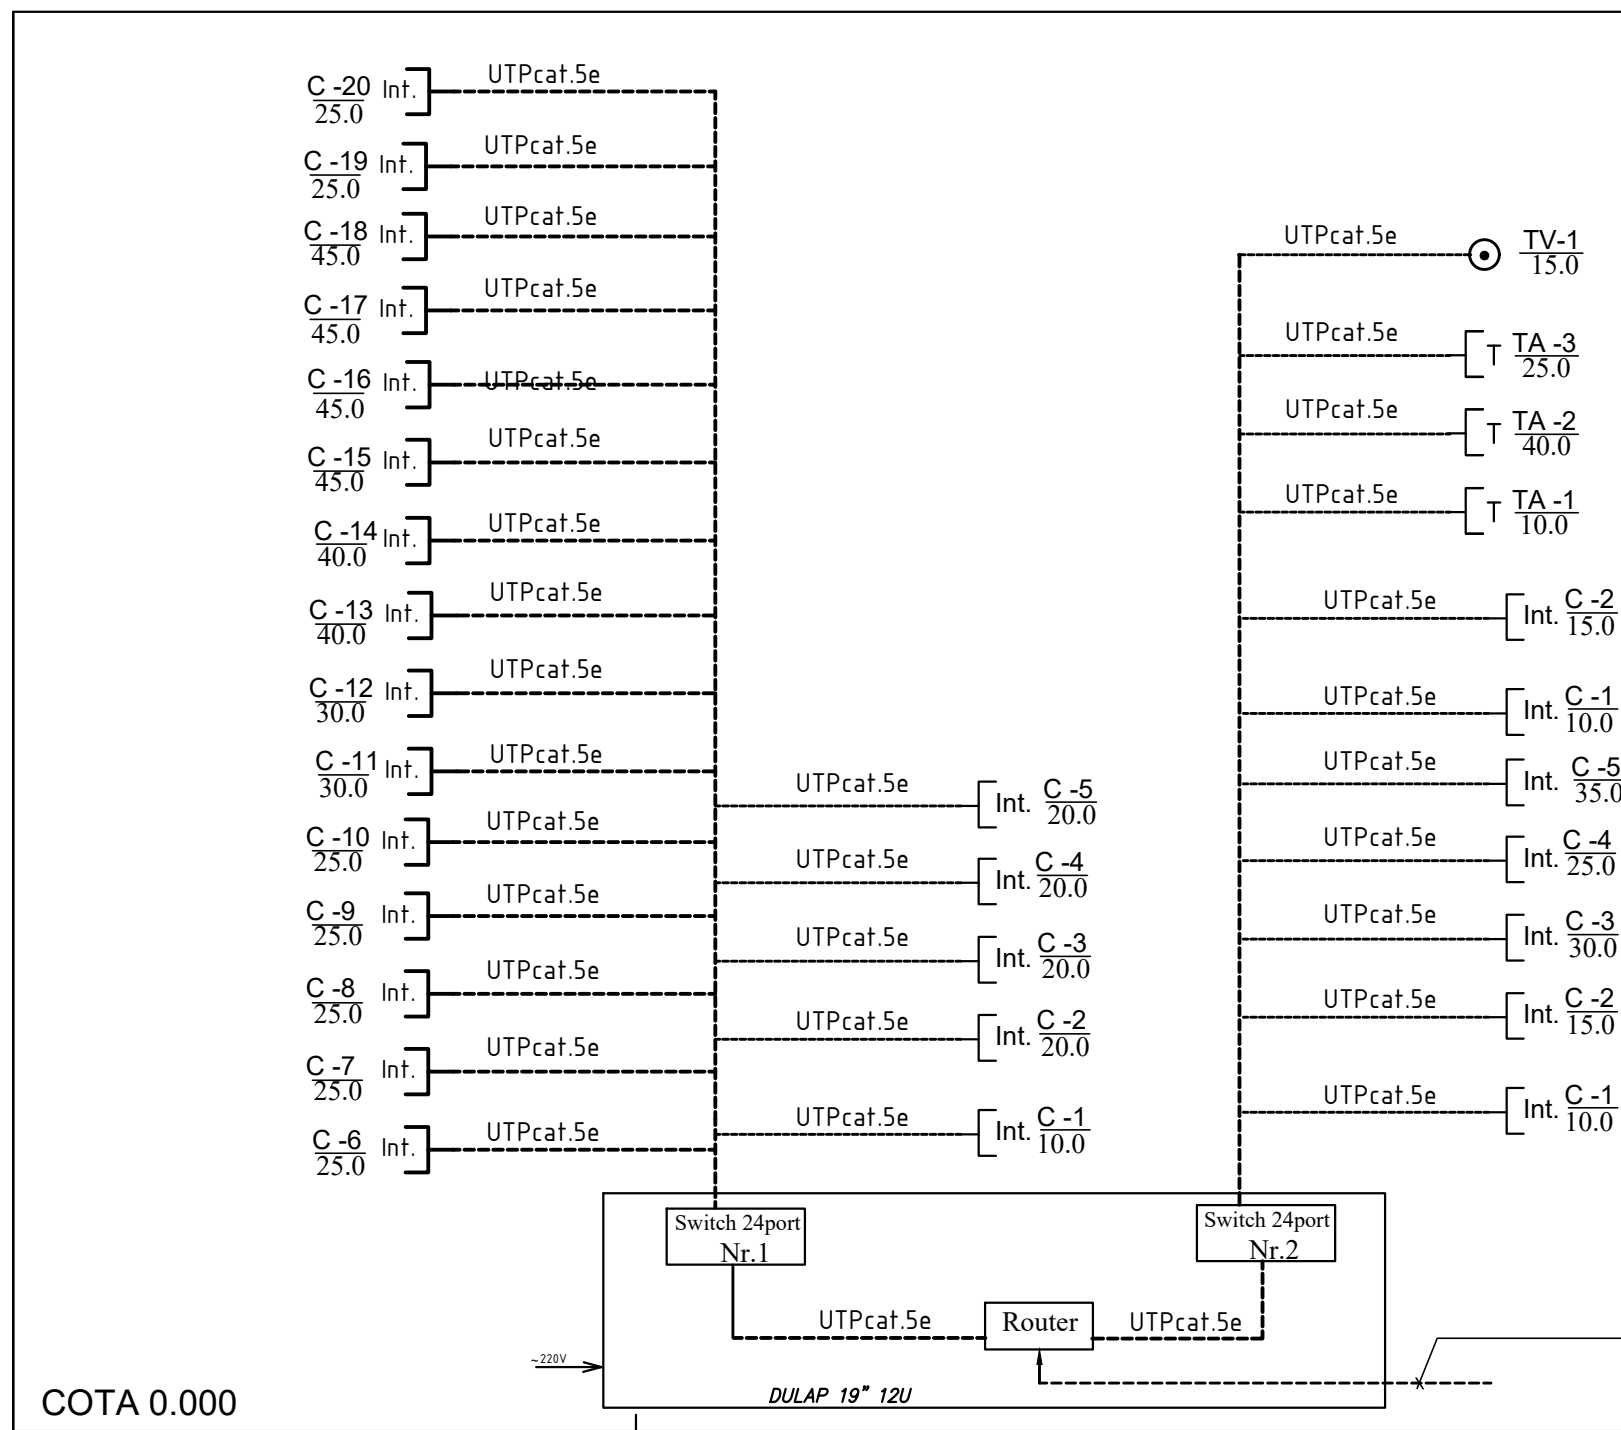 C -20 Int. UTPcat.5e
25.0
C -19 Int. UTPcat.5e
25.0
C -18 Int. UTPcat.5e
45.0
C -17 Int. UTPcat.5e
45.0
C -16 Int. UTPcat.5e
45.0
C -15 Int. UTPcat.5e
45.0
C -14 Int. UTPcat.5e
40.0
C -13 Int. UTPcat.5e
40.0
C -12 Int. UTPcat.5e
30.0
C -11 Int. UTPcat.5e
30.0
C -10 Int. UTPcat.5e
25.0
C -9 Int. UTPcat.5e
25.0
C -8 Int. UTPcat.5e
25.0
C -7 Int. UTPcat.5e
25.0
C -6 Int. UTPcat.5e
25.0
UTPcat.5e Int. C -5
20.0
UTPcat.5e Int. C -4
20.0
UTPcat.5e Int. C -3
20.0
UTPcat.5e Int. C -2
20.0
UTPcat.5e Int. C -1
10.0
UTPcat.5e TV-1
15.0
UTPcat.5e T TA -3
25.0
UTPcat.5e T TA -2
40.0
UTPcat.5e T TA -1
10.0
UTPcat.5e Int. C -2
15.0
UTPcat.5e Int. C -1
10.0
UTPcat.5e Int. C -5
35.0
UTPcat.5e Int. C -4
25.0
UTPcat.5e Int. C -3
30.0
UTPcat.5e Int. C -2
15.0
UTPcat.5e Int. C -1
10.0
Switch 24port
Nr.1
Switch 24port
Nr.2
UTPcat.5e Router UTPcat.5e
~220V
DULAP 19" 12U
COTA 0.000